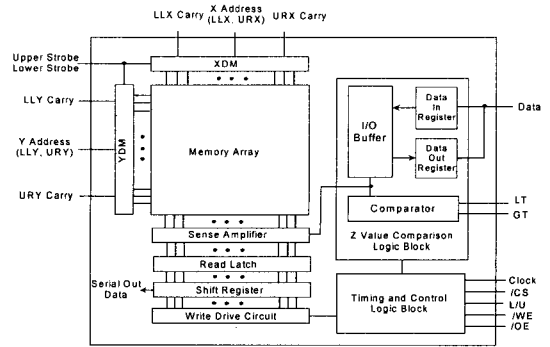 LLX Carry
X Address
(LLX, URX)
URX Carry
Upper Strobe
Lower Strobe
XDM
LLY Carry
Y Address
(LLY, URY)
URY Carry
YDM
Memory Array
I/O
Buffer
Data
In
Register
Data
Out
Register
Data
Comparator
LT
GT
Z Value Comparison
Logic Block
Sense Amplifier
Read Latch
Serial Out
Data
Shift Register
Write Drive Circuit
Timing and Control
Logic Block
Clock
/CS
L/U
/WE
/OE